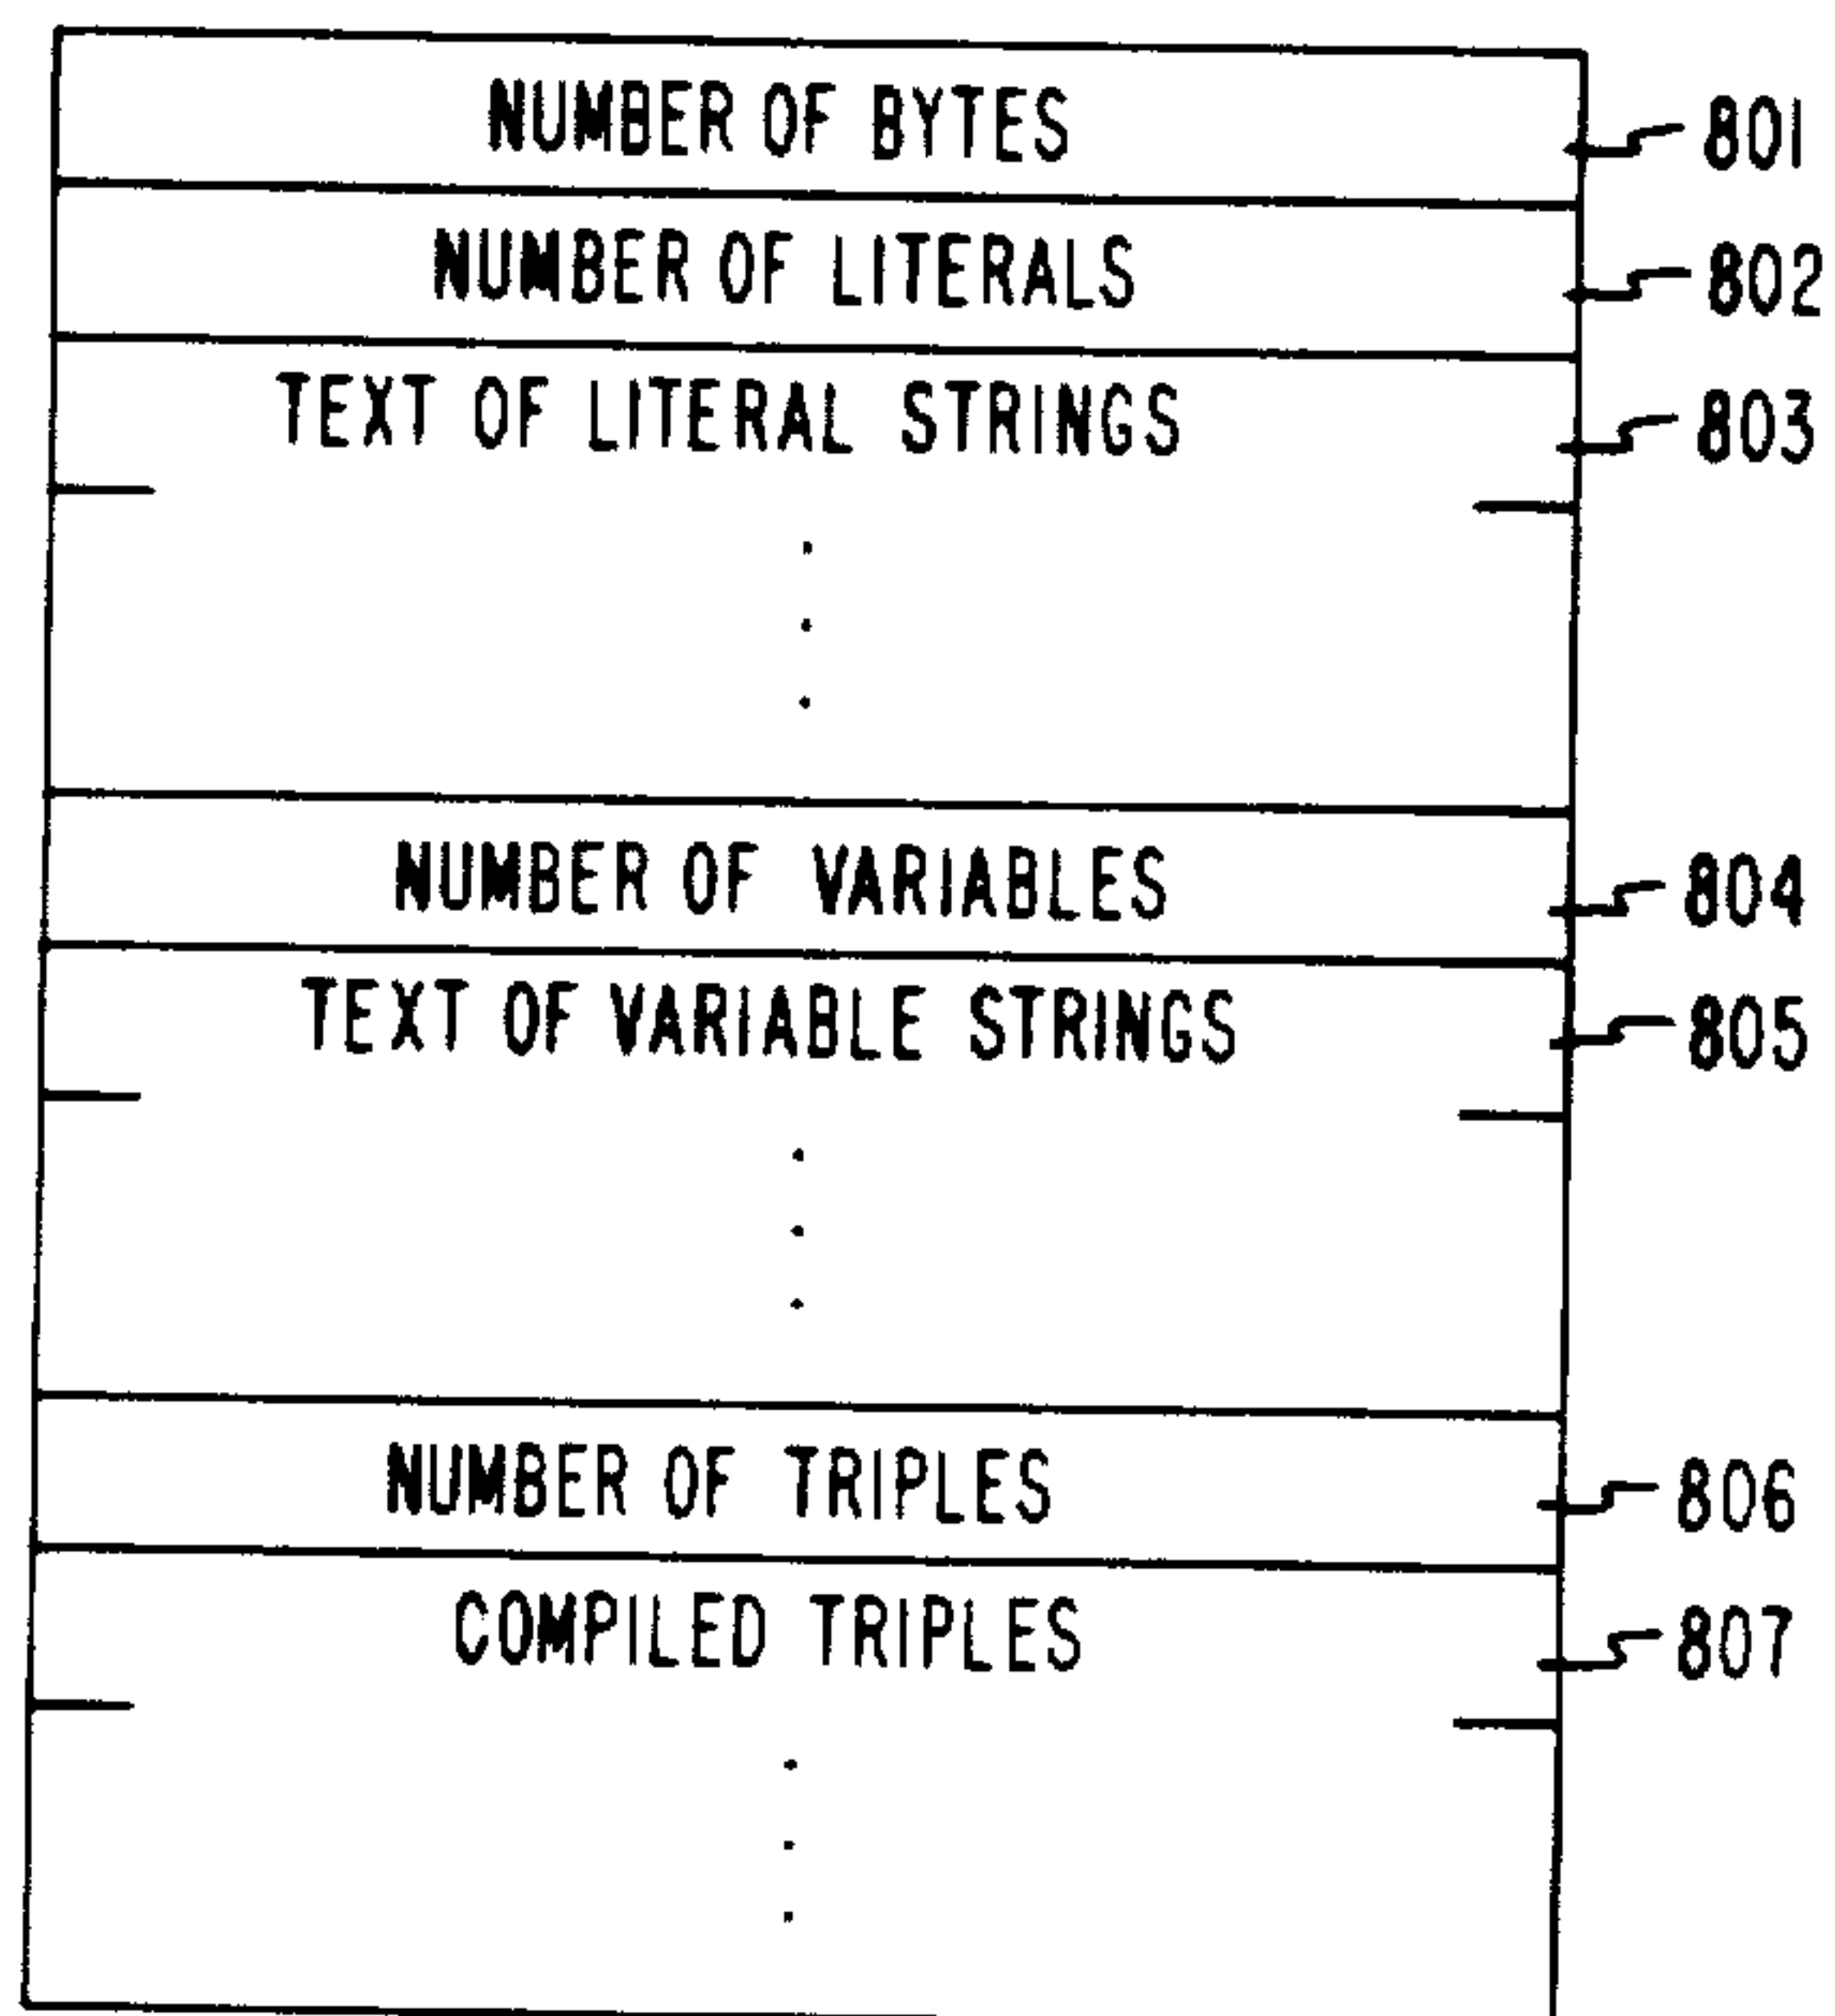 NUMBER OF BYTES 801
NUMBER OF LITERALS 802
TEXT OF LITERAL STRINGS 803
NUMBER OF VARIABLES 804
TEXT OF VARIABLE STRINGS 805
NUMBER OF TRIPLES 806
COMPILED TRIPLES 807